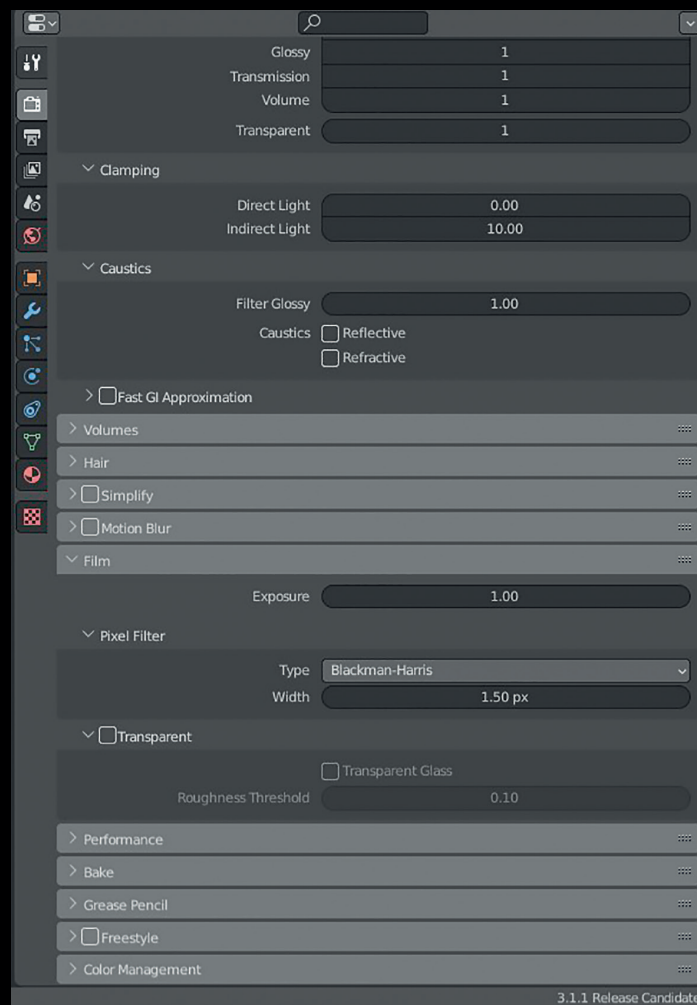 Glossy 1
Transmission 1
Volume 1
Transparent 1
Clamping
Direct Light 0.00
Indirect Light 10.00
Caustics
Filter Glossy 1.00
Caustics Reflective
Refractive
Fast GI Approximation
Volumes
Hair
Simplify
Motion Blur
Film
Exposure 1.00
Pixel Filter
Type Blackman-Harris
Width 1.50 px
Transparent
Transparent Glass
Roughness Threshold 0.10
Performance
Bake
Grease Pencil
Freestyle
Color Management
3.1.1 Release Candidate